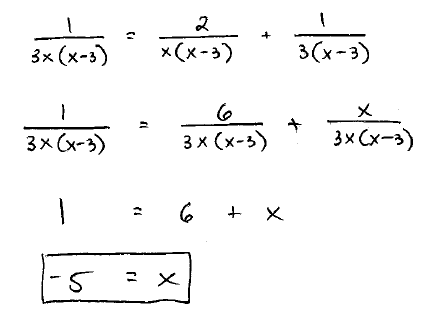 1/(3x(x-3)) = 2/(x(x-3)) + 1/(3(x-3))
1/(3x(x-3)) = 6/(3x(x-3)) + x/(3x(x-3))
1 = 6 + x
-5 = x